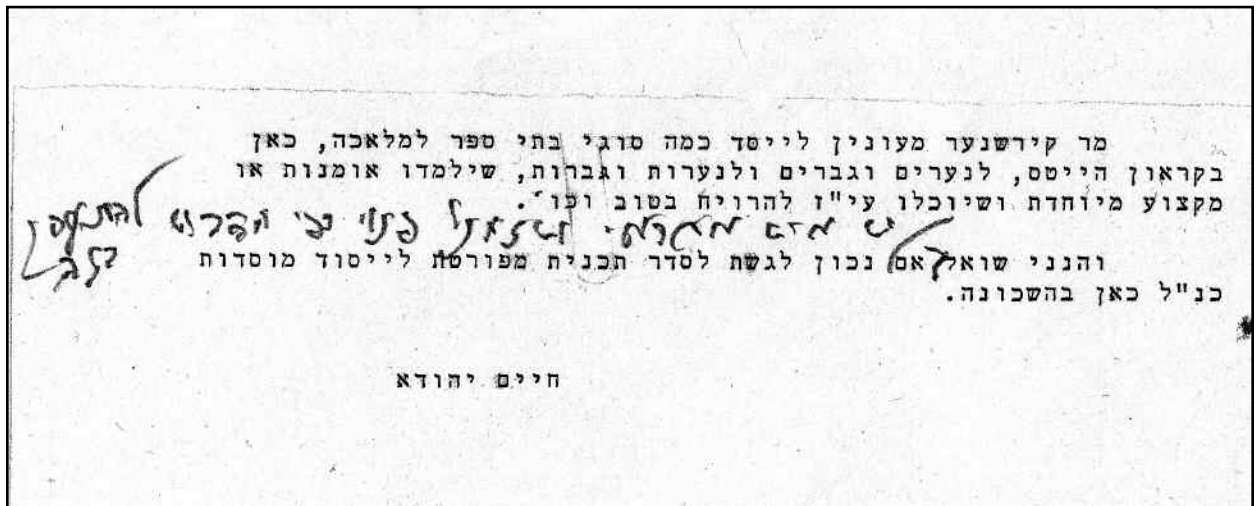 מר קירשנער מעונין לייסד כמה סוגי בתי ספר למלאכה, כאן
בקראון הייטס, לנערים וגברים ולנערות וגברות, שילמדו אומנות או
מקצוע מיוחדת ושיוכלו עי"ז להרויח בטוב וכו'.
יש
והנני שואל אם נכון לגשת לסדר תכנית מפורטת לייסוד מוסדות
כנ"ל כאן בהשכונה.
חיים יהודא